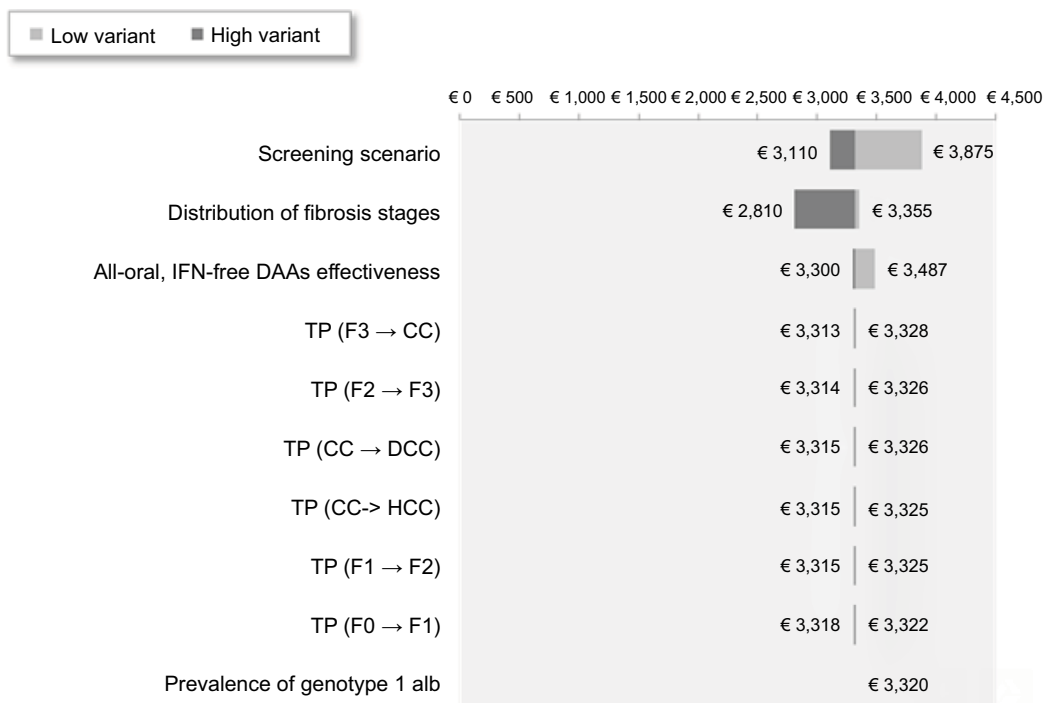 Low variant High variant
€ 0 € 500 € 1,000 € 1,500 € 2,000 € 2,500 € 3,000 € 3,500 € 4,000 € 4,500
Screening scenario € 3,110 € 3,875
Distribution of fibrosis stages € 2,810 € 3,355
All-oral, IFN-free DAAs effectiveness € 3,300 € 3,487
TP (F3 → CC) € 3,313 € 3,328
TP (F2 → F3) € 3,314 € 3,326
TP (CC → DCC) € 3,315 € 3,326
TP (CC-> HCC) € 3,315 € 3,325
TP (F1 → F2) € 3,315 € 3,325
TP (F0 → F1) € 3,318 € 3,322
Prevalence of genotype 1 alb € 3,320